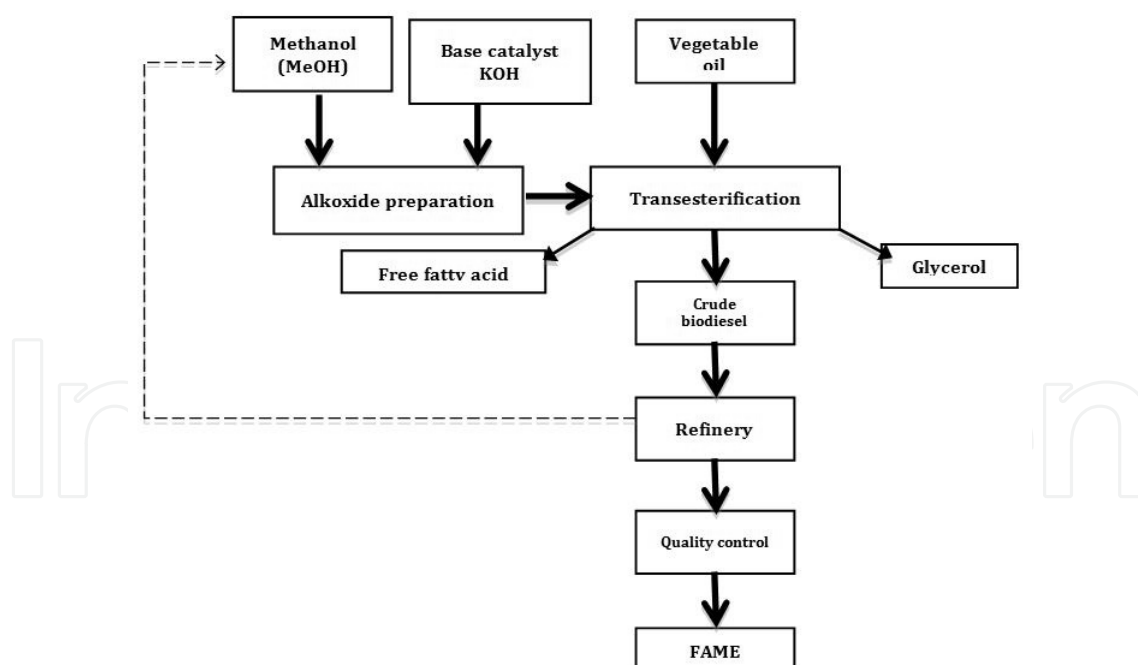 Methanol
(MeOH)
Base catalyst
KOH
Vegetable
oil
Alkoxide preparation
Transesterification
Free fatty acid
Glycerol
Crude
biodiesel
Refinery
Quality control
FAME